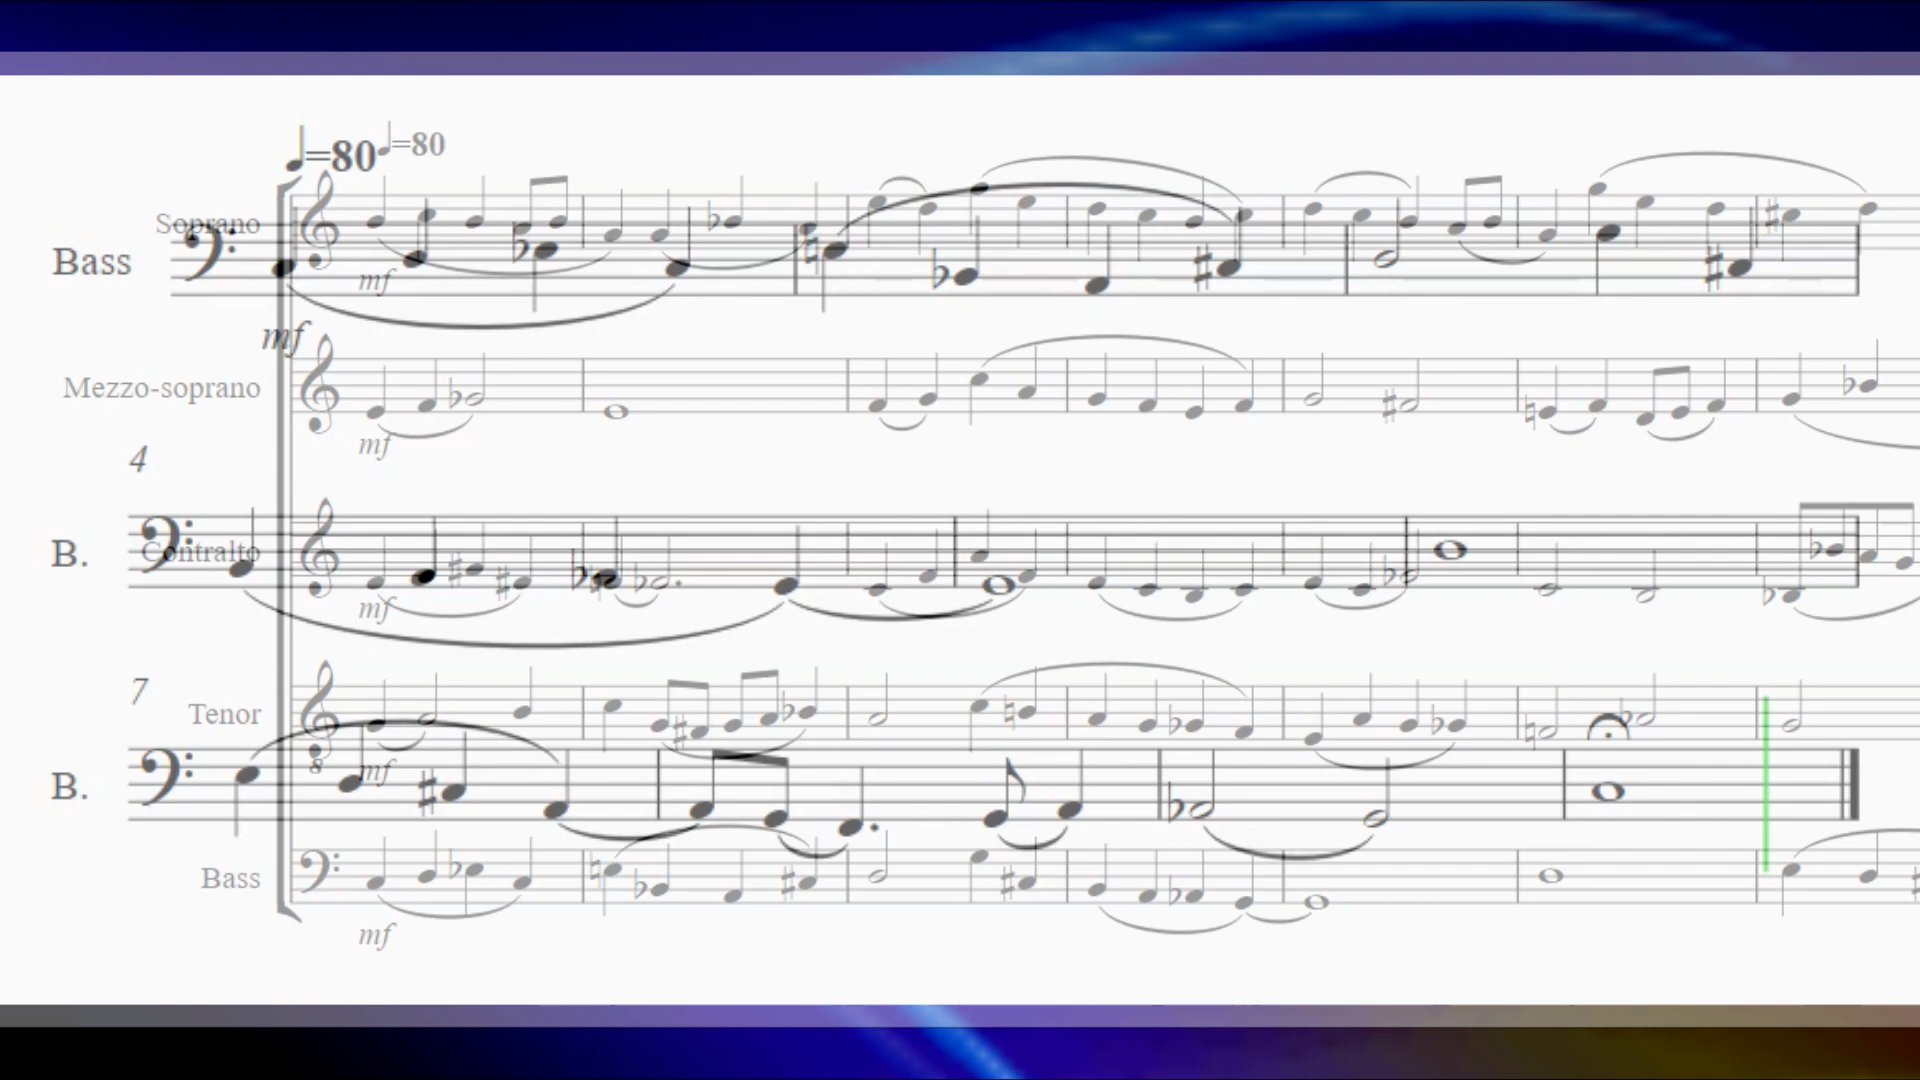 ♩=80 ♩=80
Soprano
Bass
mf
mf
Mezzo-soprano
mf
4
B.
Contralto
mf
7
Tenor
8
mf
B.
Bass
mf